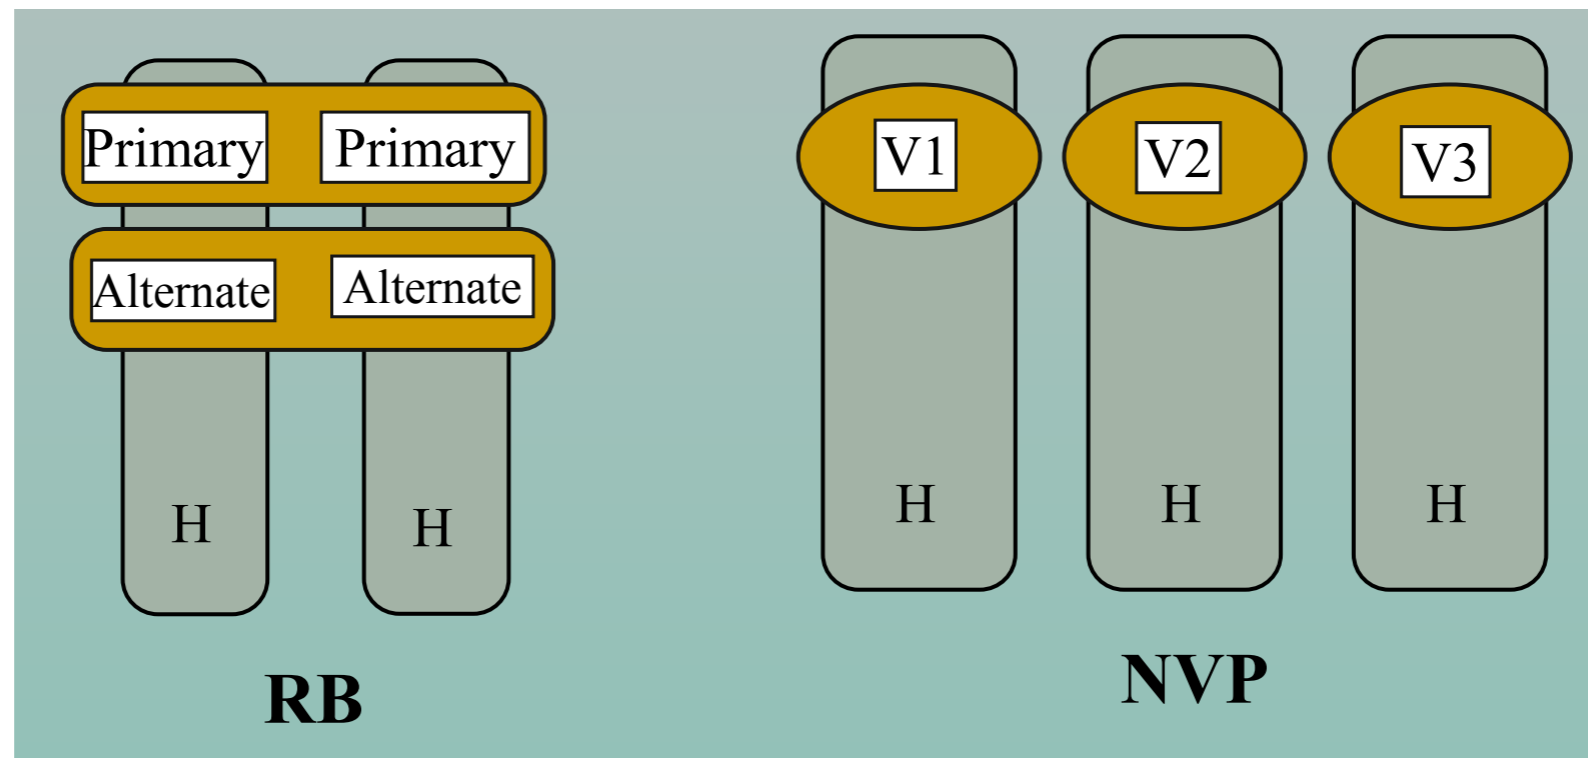 Primary Primary
Alternate Alternate
H H
RB
V1 V2 V3
H H H
NVP